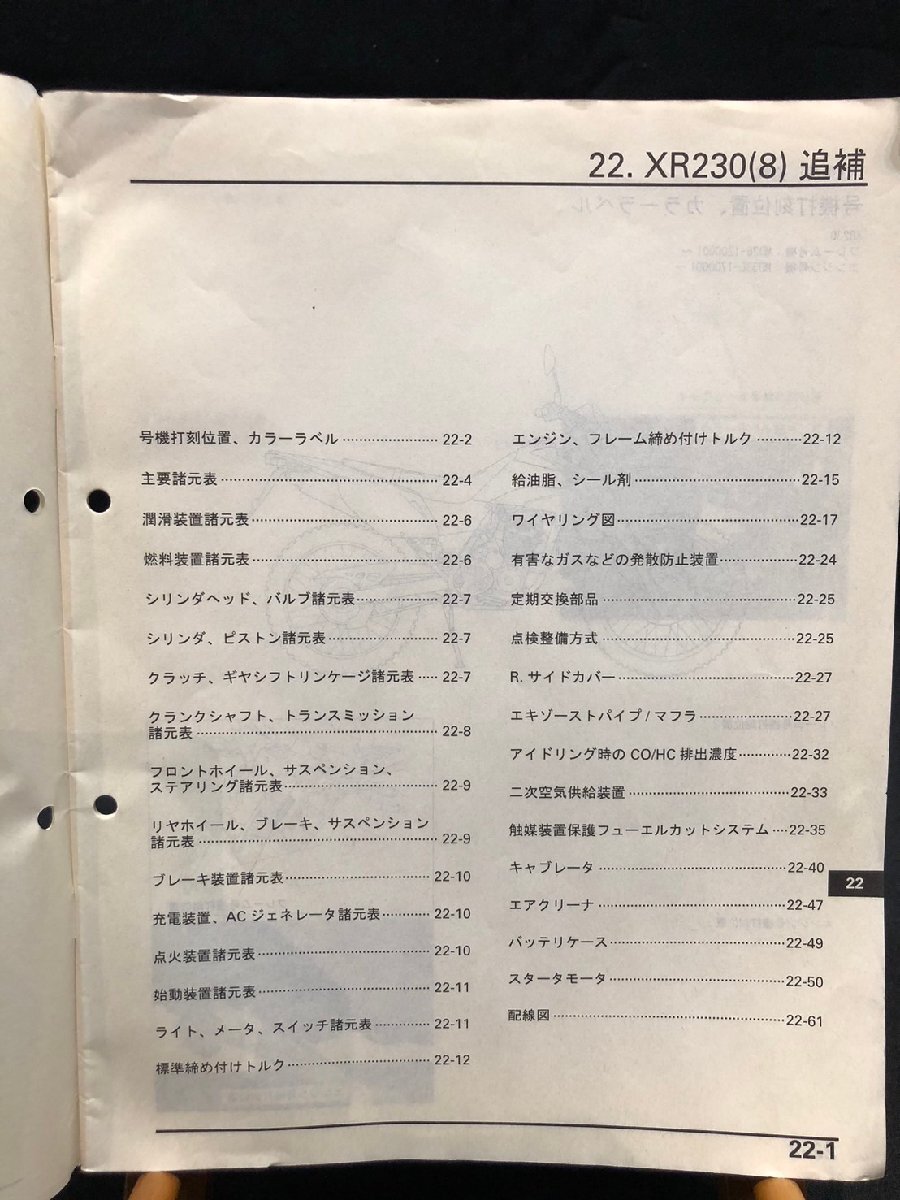 22. XR230(8) 追補
号機打刻位置、カラーラベル 22-2
主要諸元表 22-4
潤滑装置諸元表 22-6
燃料装置諸元表 22-6
シリンダヘッド、バルブ諸元表 22-7
シリンダ、ピストン諸元表 22-7
クラッチ、ギヤシフトリンケージ諸元表 22-7
クランクシャフト、トランスミッション
諸元表 22-8
フロントホイール、サスペンション、
ステアリング諸元表 22-9
リヤホイール、ブレーキ、サスペンション
諸元表 22-9
ブレーキ装置諸元表 22-10
充電装置、AC ジェネレータ諸元表 22-10
点火装置諸元表 22-10
始動装置諸元表 22-11
ライト、メータ、スイッチ諸元表 22-11
標準締め付けトルク 22-12
エンジン、フレーム締め付けトルク 22-12
給油脂、シール剤 22-15
ワイヤリング図 22-17
有害なガスなどの発散防止装置 22-24
定期交換部品 22-25
点検整備方式 22-25
R. サイドカバー 22-27
エキゾーストパイプ / マフラ 22-27
アイドリング時の CO/HC 排出濃度 22-32
二次空気供給装置 22-33
触媒装置保護フューエルカットシステム 22-35
キャブレータ 22-40
エアクリーナ 22-47
バッテリケース 22-49
スタータモータ 22-50
配線図 22-61
22
22-1